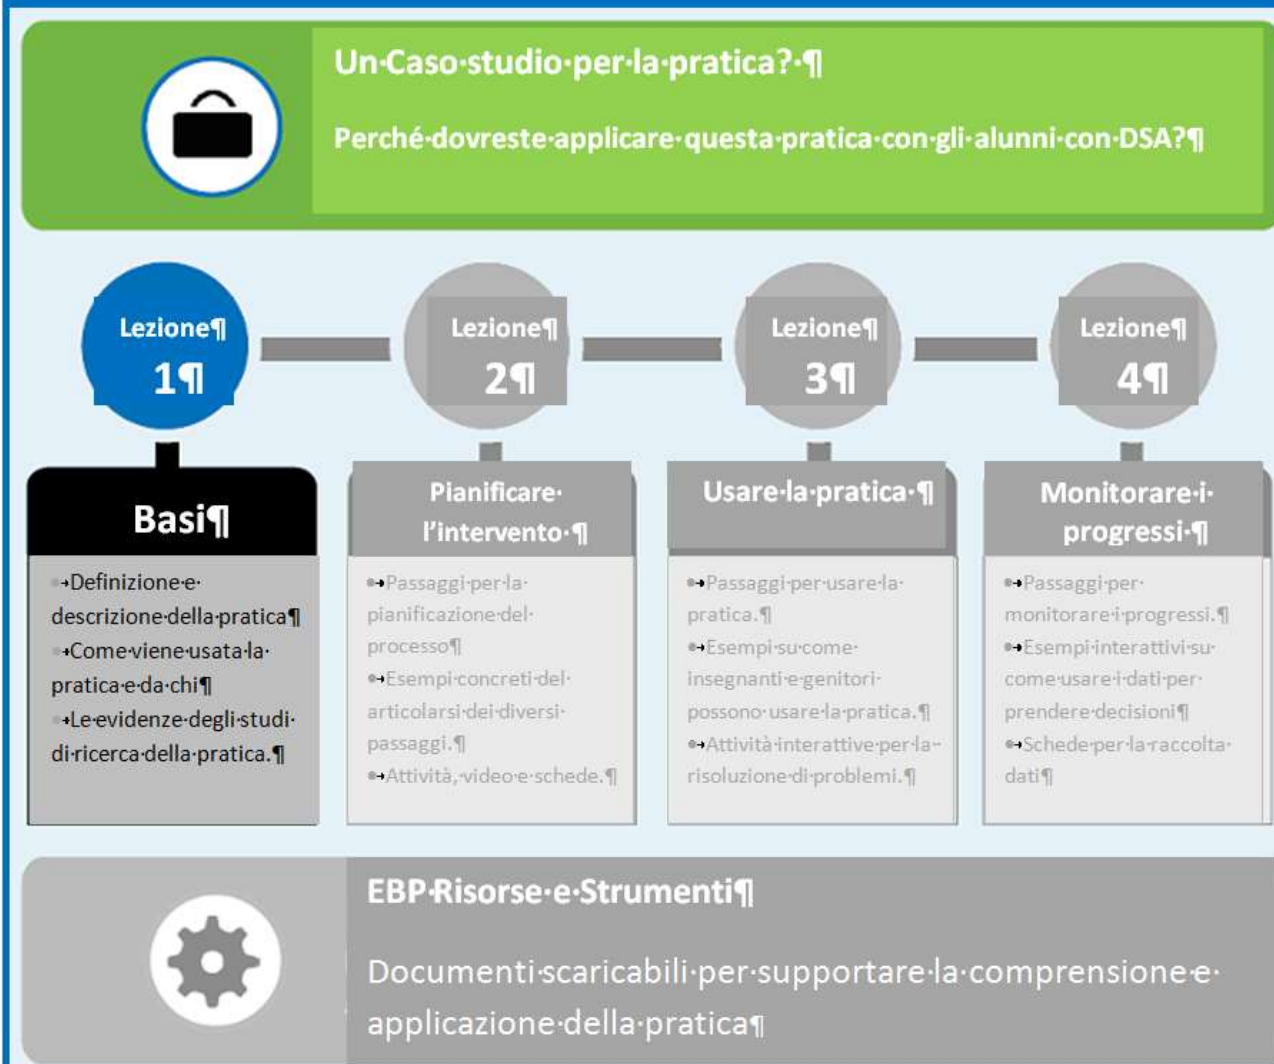 Un·Caso·studio·per·la·pratica?·¶
Perché·dovreste·applicare·questa·pratica·con·gli·alunni·con·DSA?¶
Lezione¶
1¶
Lezione¶
2¶
Lezione¶
3¶
Lezione¶
4¶
Basi¶
→Definizione·e·
descrizione·della·pratica¶
→Come·viene·usata·la·
pratica·e·da·chi¶
→Le·evidenze·degli·studi·
di·ricerca·della·pratica.¶
Pianificare·
l’intervento·¶
•→Passaggi·per·la·
pianificazione·del·
processo¶
•→Esempi·concreti·del·
articolarsi·dei·diversi·
passaggi.¶
•→Attività,·video·e·schede.¶
Usare·la·pratica·¶
•→Passaggi·per·usare·la·
pratica.¶
•→Esempi·su·come·
insegnanti·e·genitori·
possono·usare·la·pratica.¶
•→Attività·interattive·per·la·-
risoluzione·di·problemi.¶
Monitorare·i·
progressi·¶
•→Passaggi·per·
monitorare·i·progressi.¶
•→Esempi·interattivi·su·
come·usare·i·dati·per·
prendere·decisioni¶
•→Schede·per·la·raccolta·
dati¶
EBP·Risorse·e·Strumenti¶
Documenti·scaricabili·per·supportare·la·comprensione·e·
applicazione·della·pratica¶